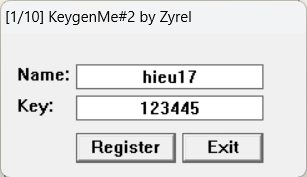 [1/10] KeygenMe#2 by Zyrel
Name: hieu17
Key: 123445
Register Exit